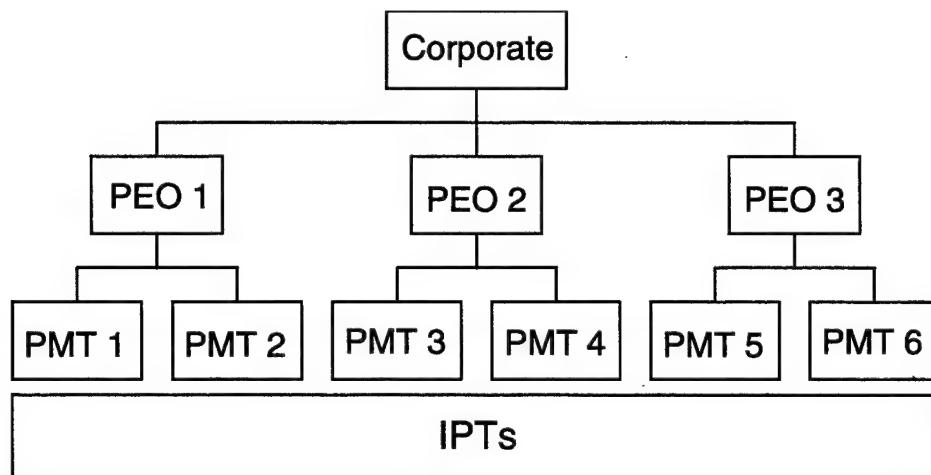 Corporate
PEO 1
PEO 2
PEO 3
PMT 1
PMT 2
PMT 3
PMT 4
PMT 5
PMT 6
IPTs